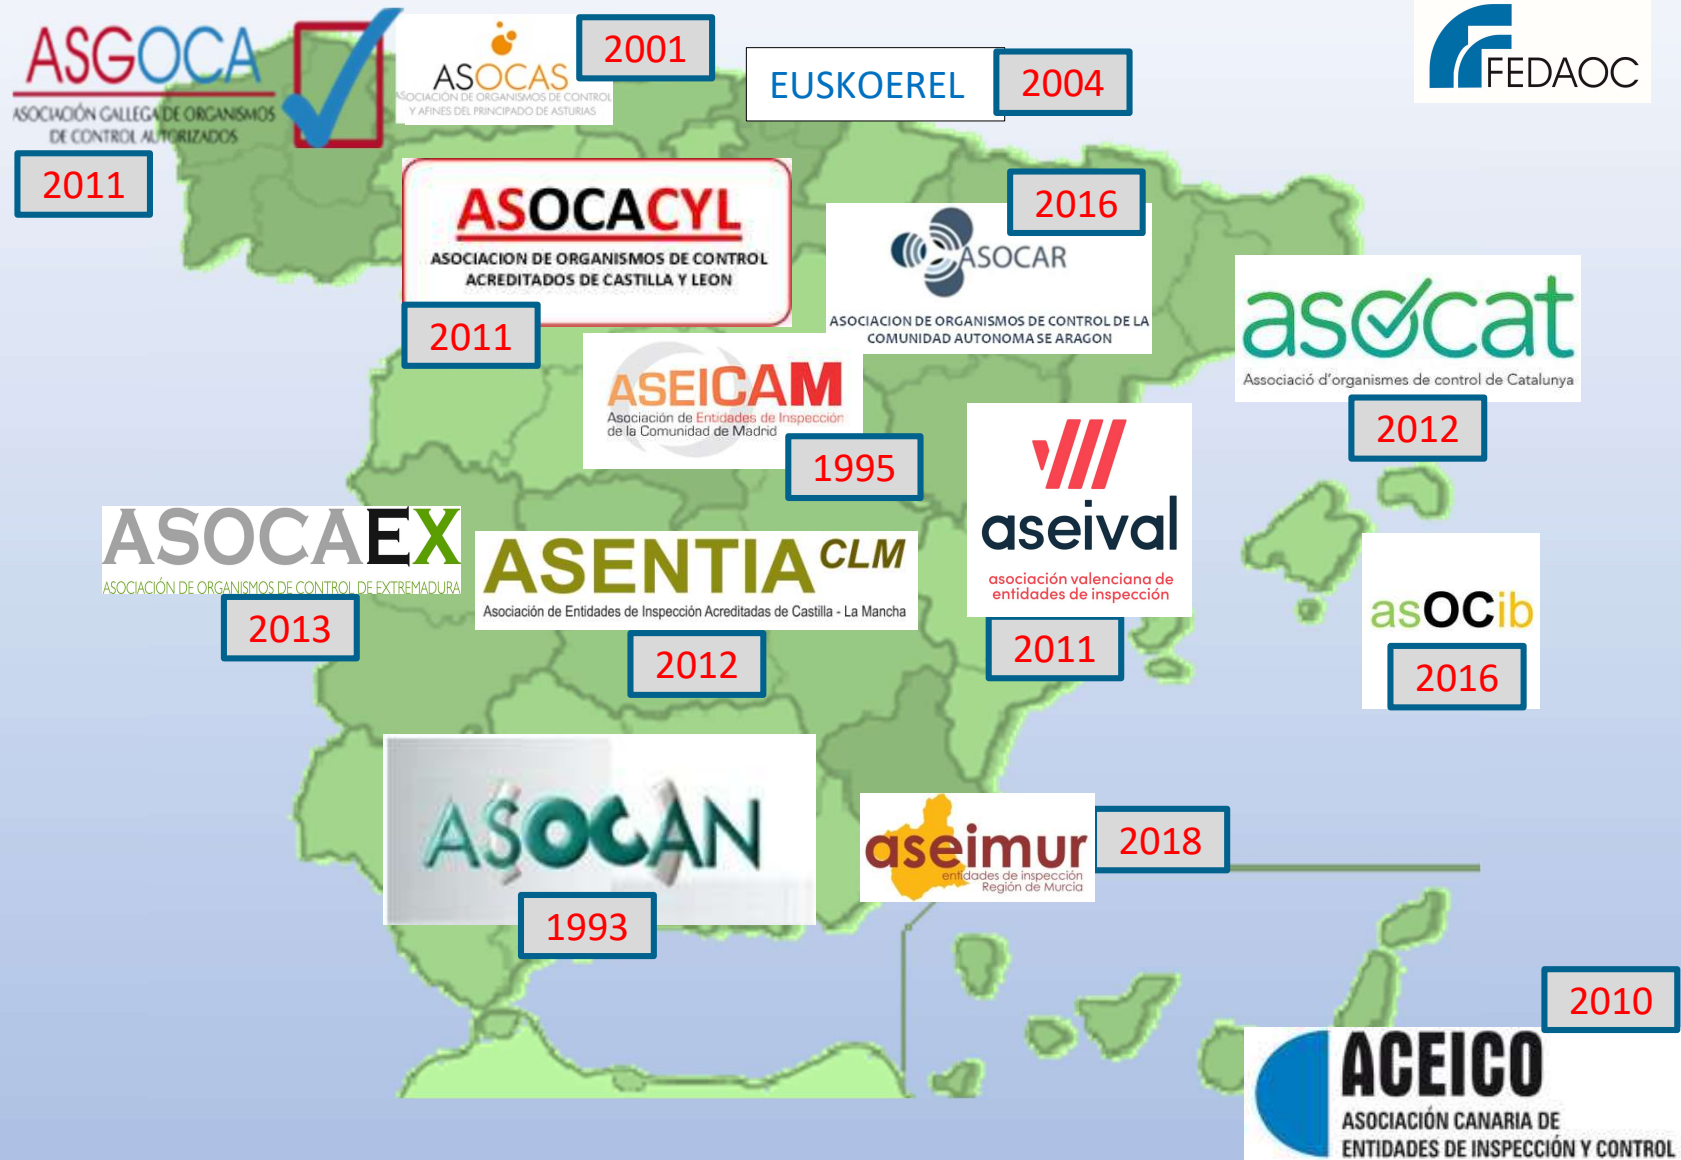 ASGOCA
ASOCIACIÓN GALLEGA DE ORGANISMOS
DE CONTROL AUTORIZADOS
2011
ASOCAS
ASOCIACIÓN DE ORGANISMOS DE CONTROL
Y AFINES DEL PRINCIPADO DE ASTURIAS
2001
EUSKOEREL
2004
FEDAOC
ASOCACYL
ASOCIACION DE ORGANISMOS DE CONTROL
ACREDITADOS DE CASTILLA Y LEON
2011
2016
ASOCAR
ASOCIACION DE ORGANISMOS DE CONTROL DE LA
COMUNIDAD AUTONOMA SE ARAGON
asocat
Associació d'organismes de control de Catalunya
2012
ASEICAM
Asociación de Entidades de Inspección
de la Comunidad de Madrid
1995
aseival
asociación valenciana de
entidades de inspección
2011
ASOCAEX
ASOCIACIÓN DE ORGANISMOS DE CONTROL DE EXTREMADURA
2013
ASENTIA CLM
Asociación de Entidades de Inspección Acreditadas de Castilla - La Mancha
2012
asOCib
2016
ASOCAN
1993
aseimur
entidades de inspección
Región de Murcia
2018
2010
ACEICO
ASOCIACIÓN CANARIA DE
ENTIDADES DE INSPECCIÓN Y CONTROL